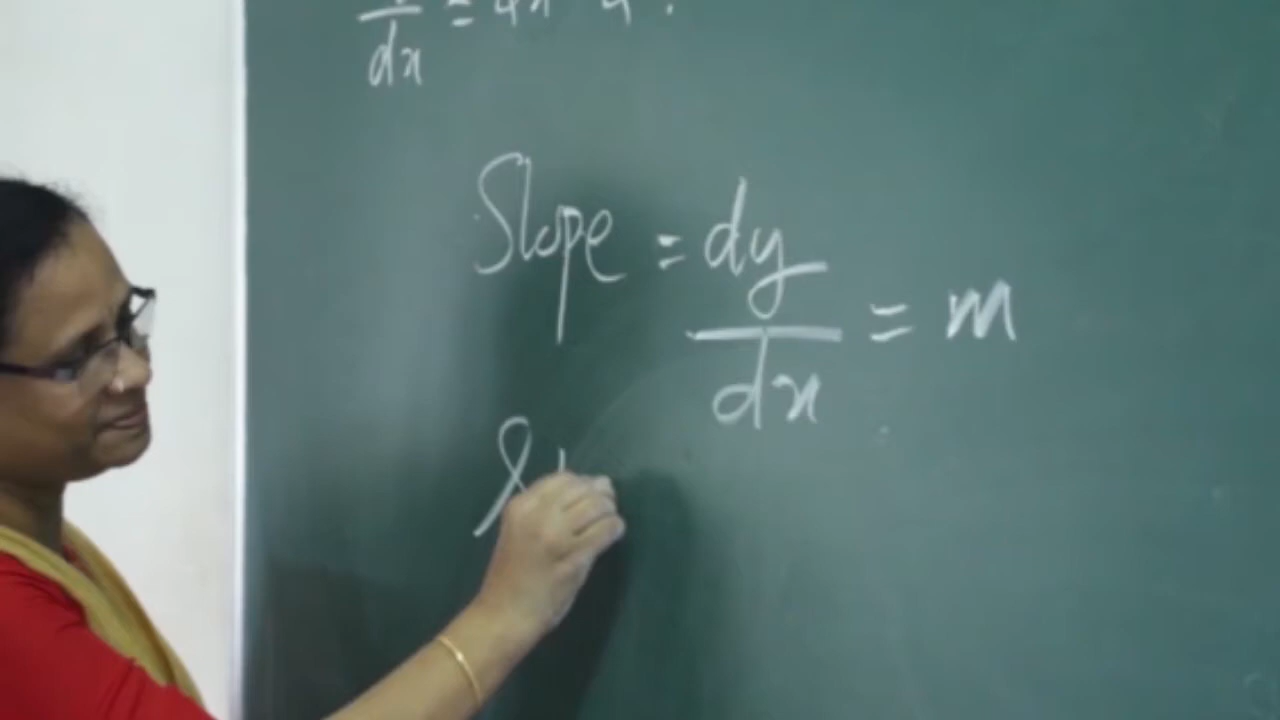 dx
Slope = dy/dx = m